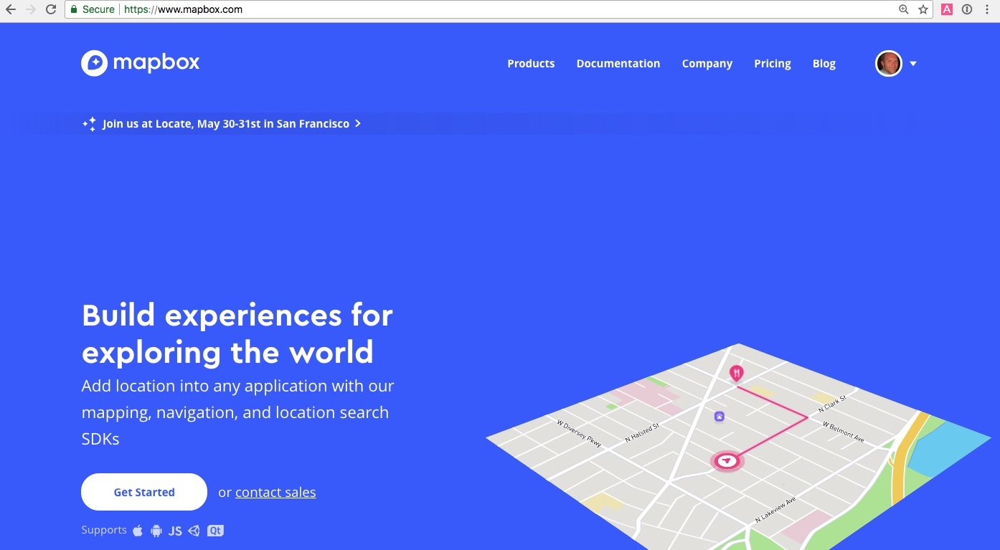 Secure https://www.mapbox.com
A
mapbox
Products Documentation Company Pricing Blog
Join us at Locate, May 30-31st in San Francisco
Build experiences for
exploring the world
Add location into any application with our
mapping, navigation, and location search
SDKs
Get Started or contact sales
Supports JS Qt
N Clark St
W Diversey Pkwy
N Halsted St
W Belmont Ave
N Lakeview Ave